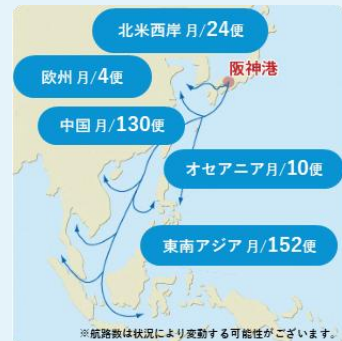 北米西岸 月/24便
阪神港
欧州 月/4便
中国 月/130便
オセアニア月/10便
東南アジア 月/152便
※航路数は状況により変動する可能性がございます。